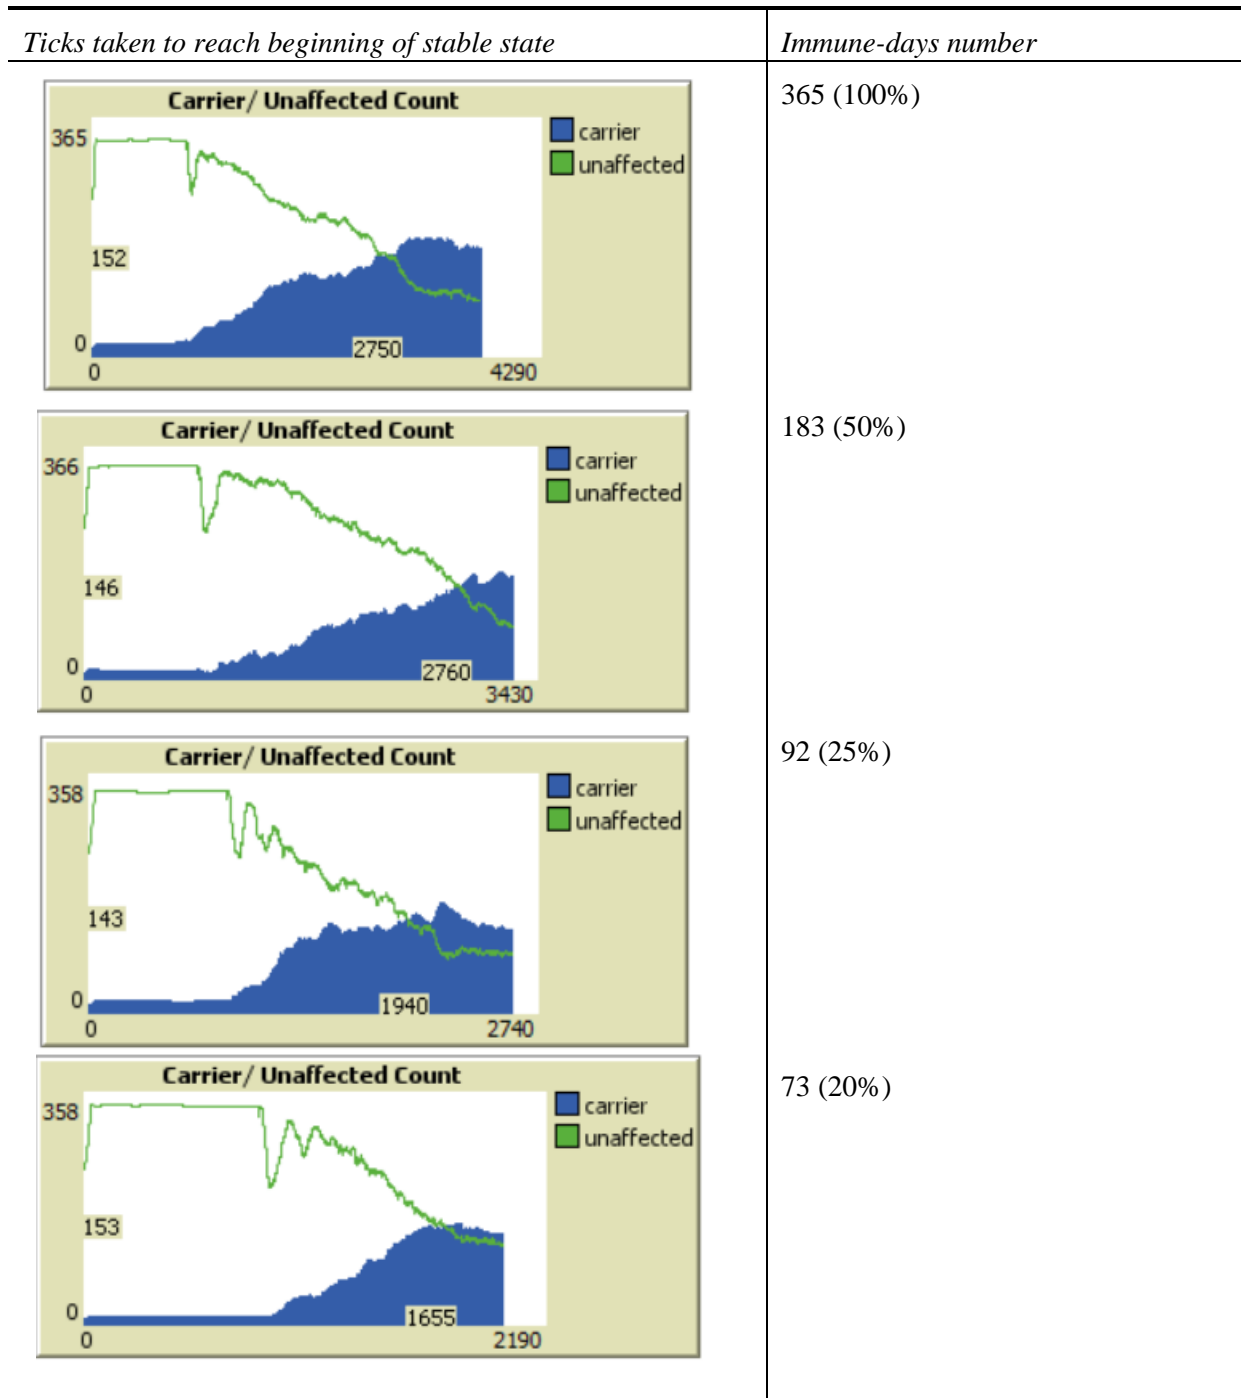 Ticks taken to reach beginning of stable state
Immune-days number
Carrier/ Unaffected Count
365
carrier
unaffected
152
0
2750
0
4290
365 (100%)
Carrier/ Unaffected Count
366
carrier
unaffected
146
0
2760
0
3430
183 (50%)
Carrier/ Unaffected Count
358
carrier
unaffected
143
0
1940
0
2740
92 (25%)
Carrier/ Unaffected Count
358
carrier
unaffected
153
0
1655
0
2190
73 (20%)